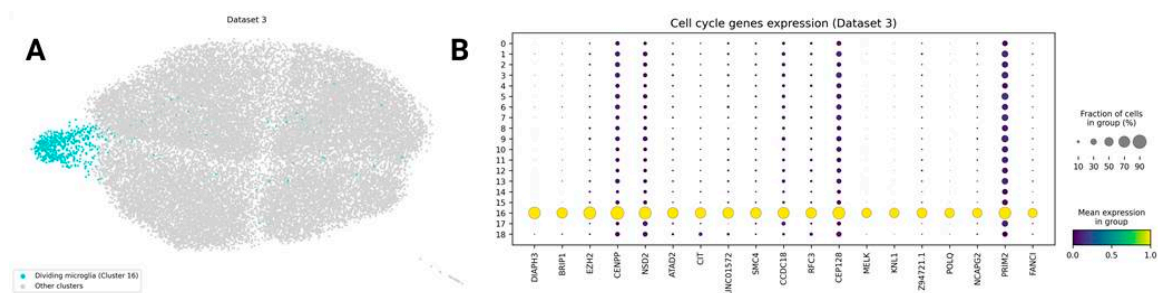 Dataset 3
A
Dividing microglia (Cluster 16)
Other clusters
B
Cell cycle genes expression (Dataset 3)
0
1
2
3
4
5
6
7
8
9
10
11
12
13
14
15
16
17
18
DIAPH3
BRIP1
EZH2
CENPP
NSD2
ATAD2
CIT
LINC01572
SMC4
CCDC18
RFC3
CEP128
MELK
KNL1
Z94721.1
POLQ
NCAPG2
PRIM2
FANCI
Fraction of cells
in group (%)
10 30 50 70 90
Mean expression
in group
0.0 0.5 1.0